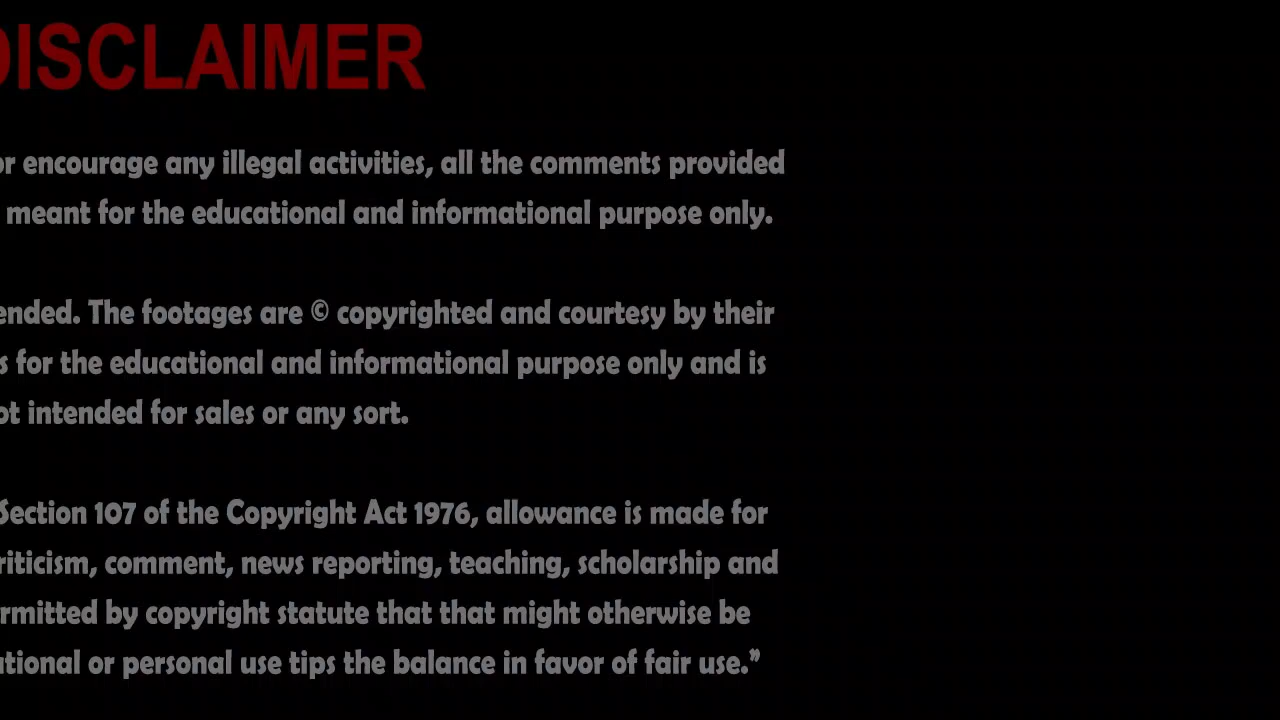 DISCLAIMER
or encourage any illegal activities, all the comments provided
meant for the educational and informational purpose only.
ended. The footages are © copyrighted and courtesy by their
s for the educational and informational purpose only and is
ot intended for sales or any sort.
Section 107 of the Copyright Act 1976, allowance is made for
riticism, comment, news reporting, teaching, scholarship and
rmitted by copyright statute that that might otherwise be
ational or personal use tips the balance in favor of fair use.”